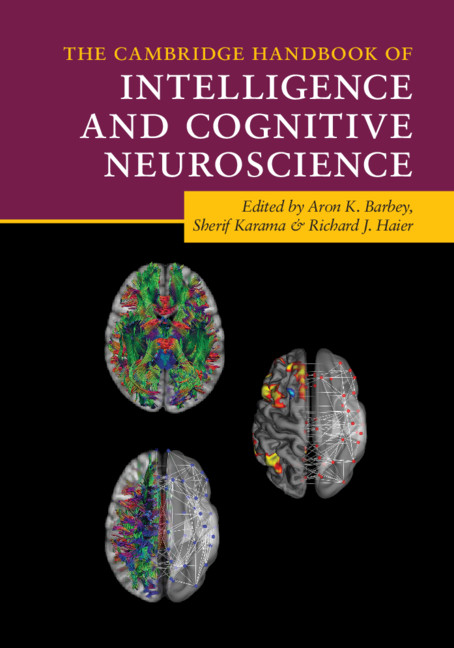 THE CAMBRIDGE HANDBOOK OF
INTELLIGENCE
AND COGNITIVE
NEUROSCIENCE
Edited by Aron K. Barbey,
Sherif Karama & Richard J. Haier